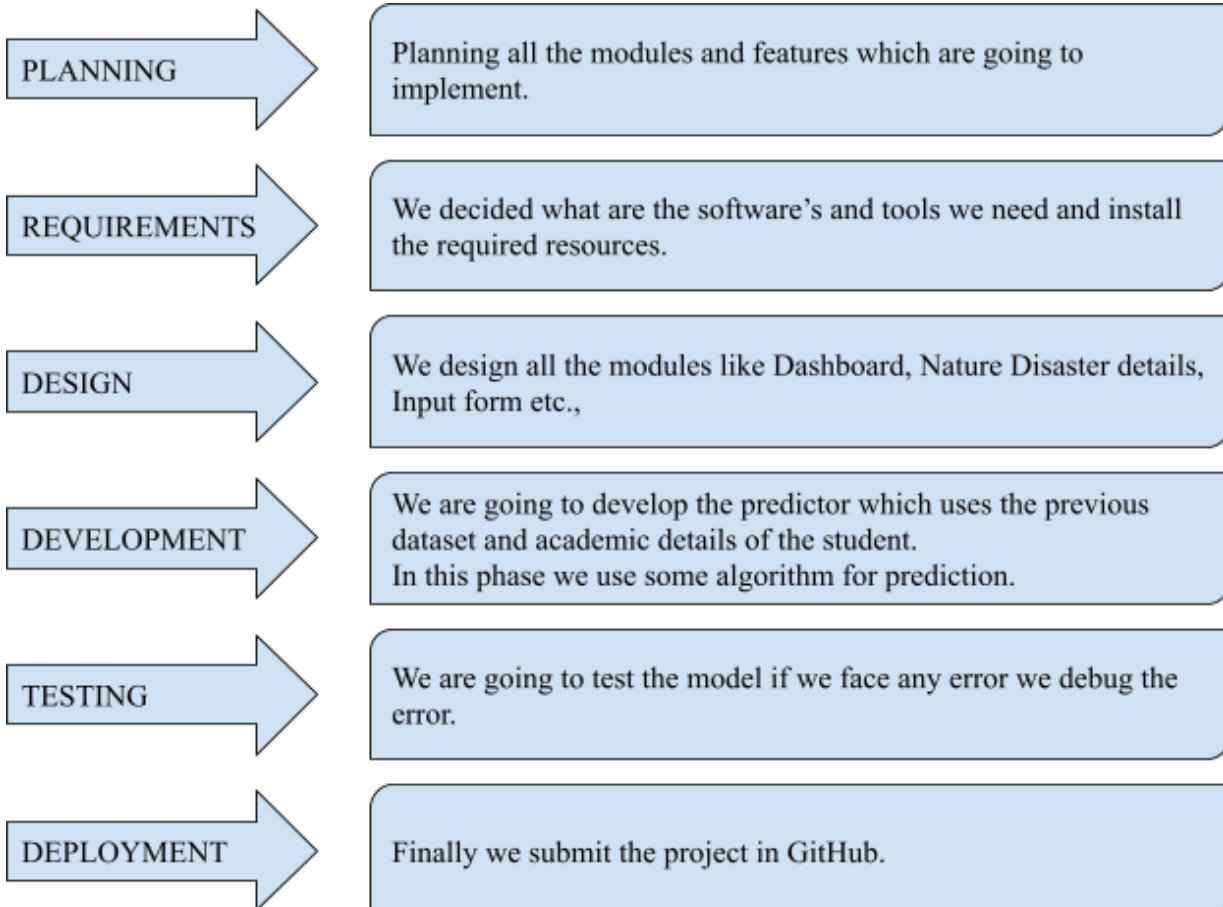 PLANNING
Planning all the modules and features which are going to
implement.
REQUIREMENTS
We decided what are the software’s and tools we need and install
the required resources.
DESIGN
We design all the modules like Dashboard, Nature Disaster details,
Input form etc.,
DEVELOPMENT
We are going to develop the predictor which uses the previous
dataset and academic details of the student.
In this phase we use some algorithm for prediction.
TESTING
We are going to test the model if we face any error we debug the
error.
DEPLOYMENT
Finally we submit the project in GitHub.